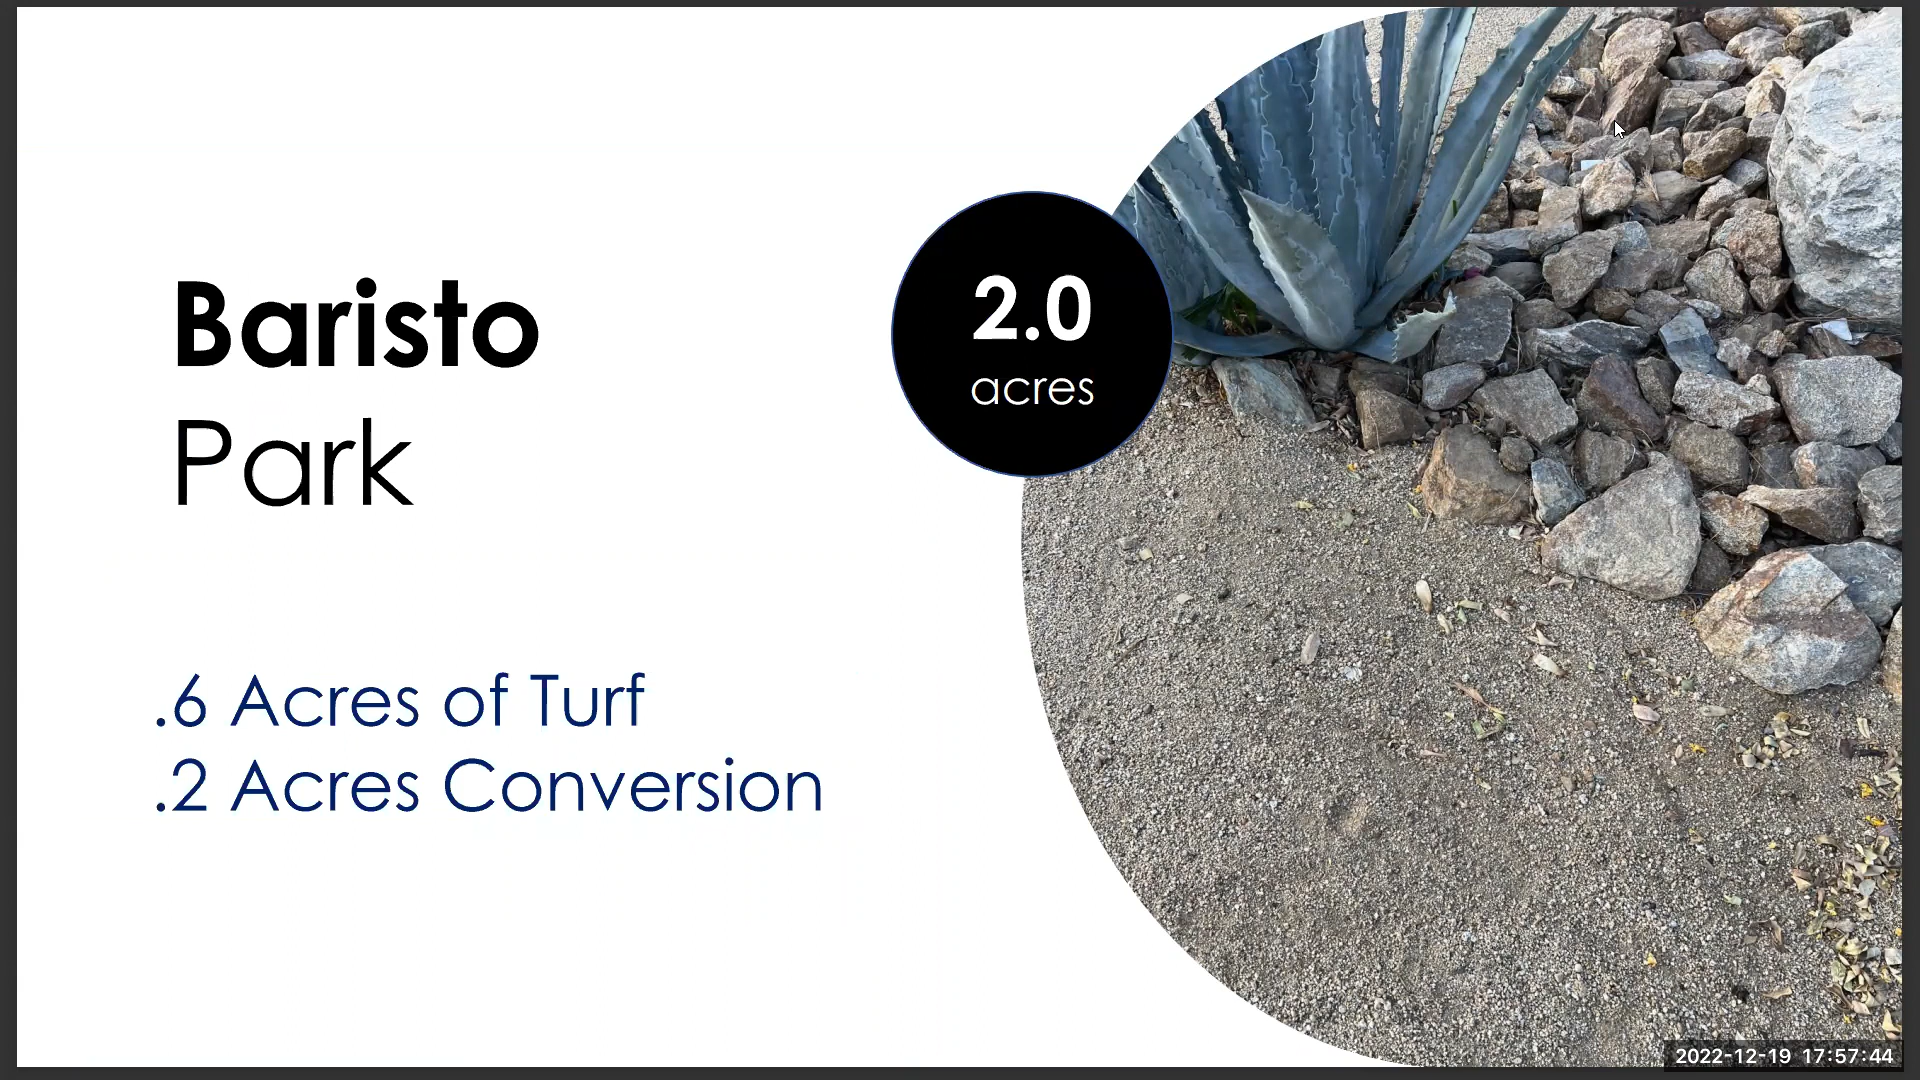 Baristo
Park
2.0
acres
.6 Acres of Turf
.2 Acres Conversion
2022-12-19 17:57:44